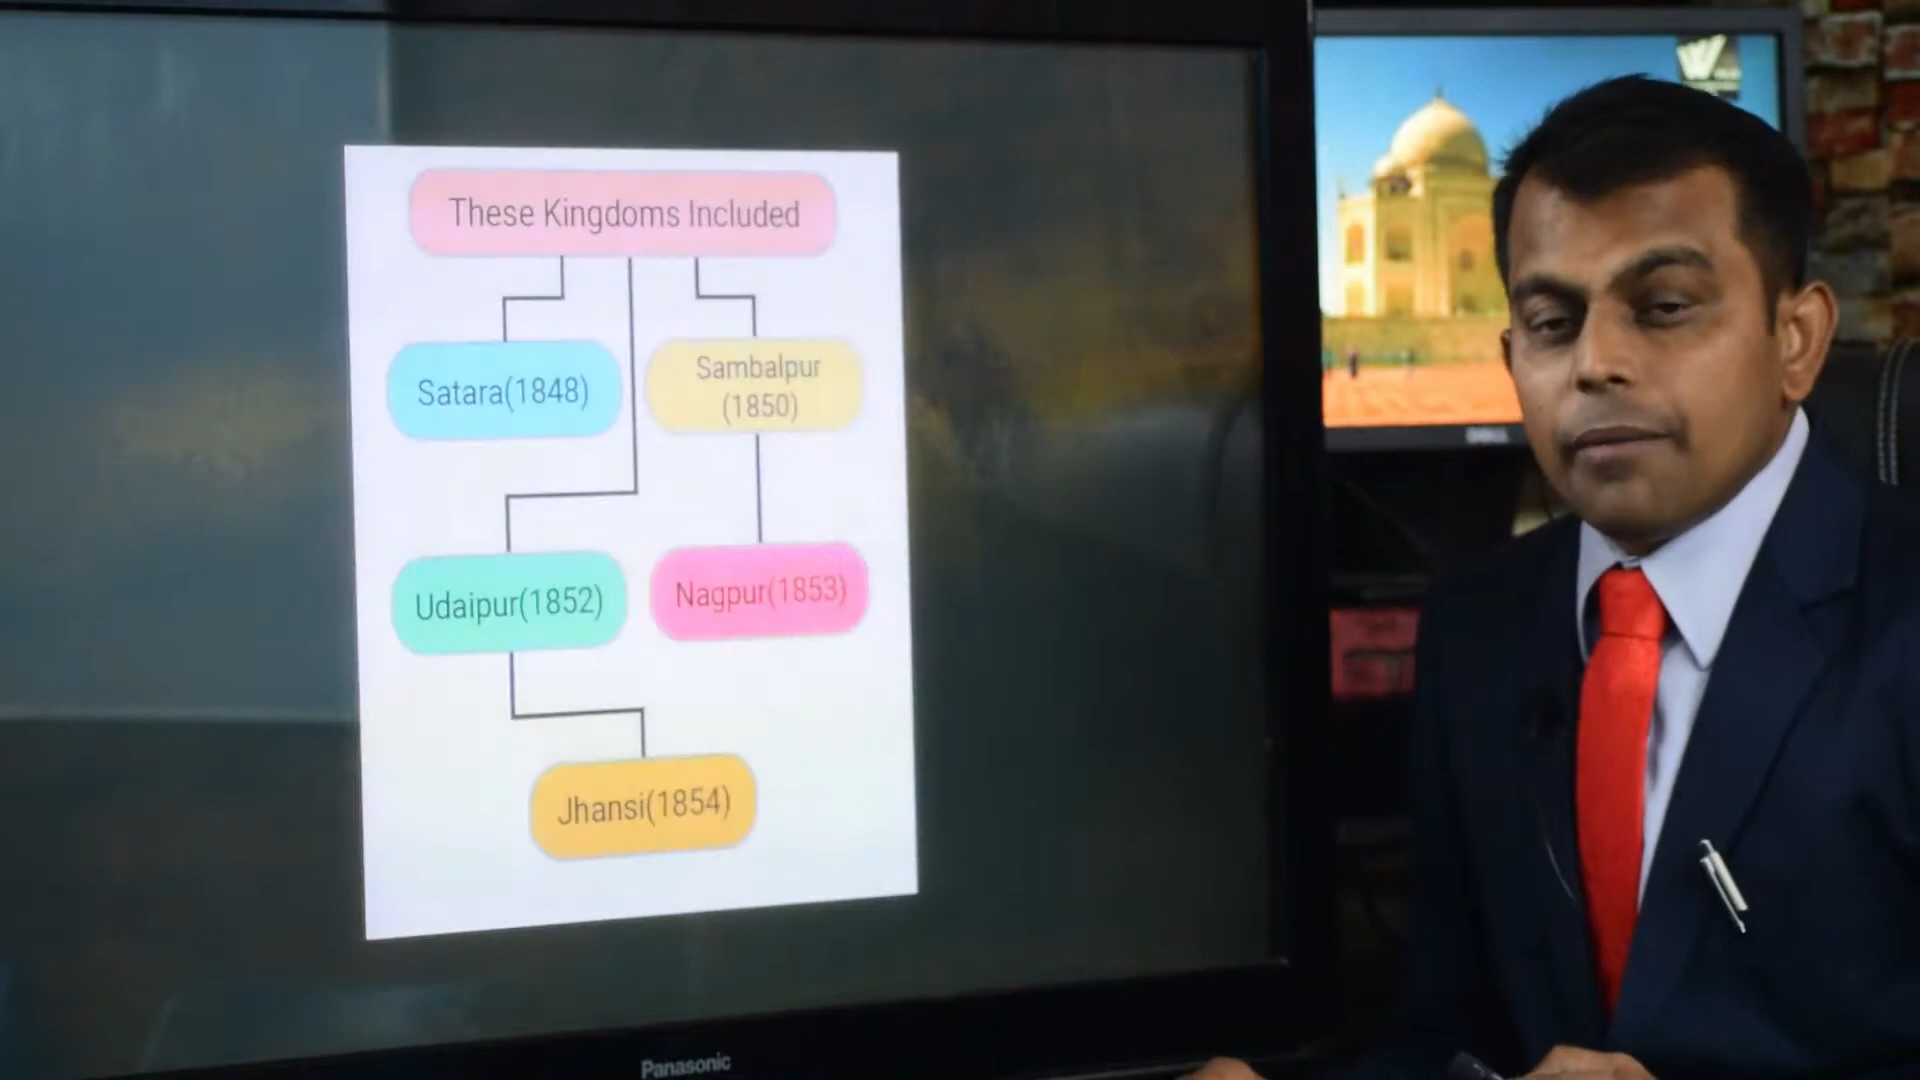 These Kingdoms Included
Satara(1848)
Sambalpur
(1850)
Udaipur(1852)
Nagpur(1853)
Jhansi(1854)
Panasonic